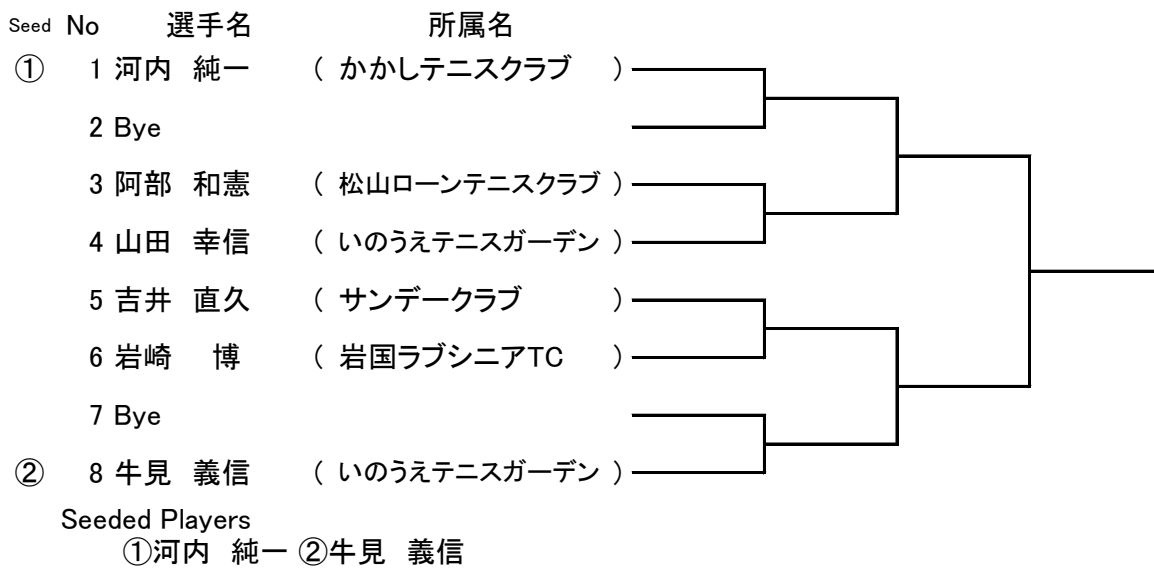 Seed No 選手名 所属名
① 1 河内 純一 ( かかしテニスクラブ )
2 Bye
3 阿部 和憲 ( 松山ローンテニスクラブ )
4 山田 幸信 ( いのうえテニスガーデン )
5 吉井 直久 ( サンデークラブ )
6 岩崎 博 ( 岩国ラブシニアTC )
7 Bye
② 8 牛見 義信 ( いのうえテニスガーデン )
Seeded Players
①河内 純一 ②牛見 義信